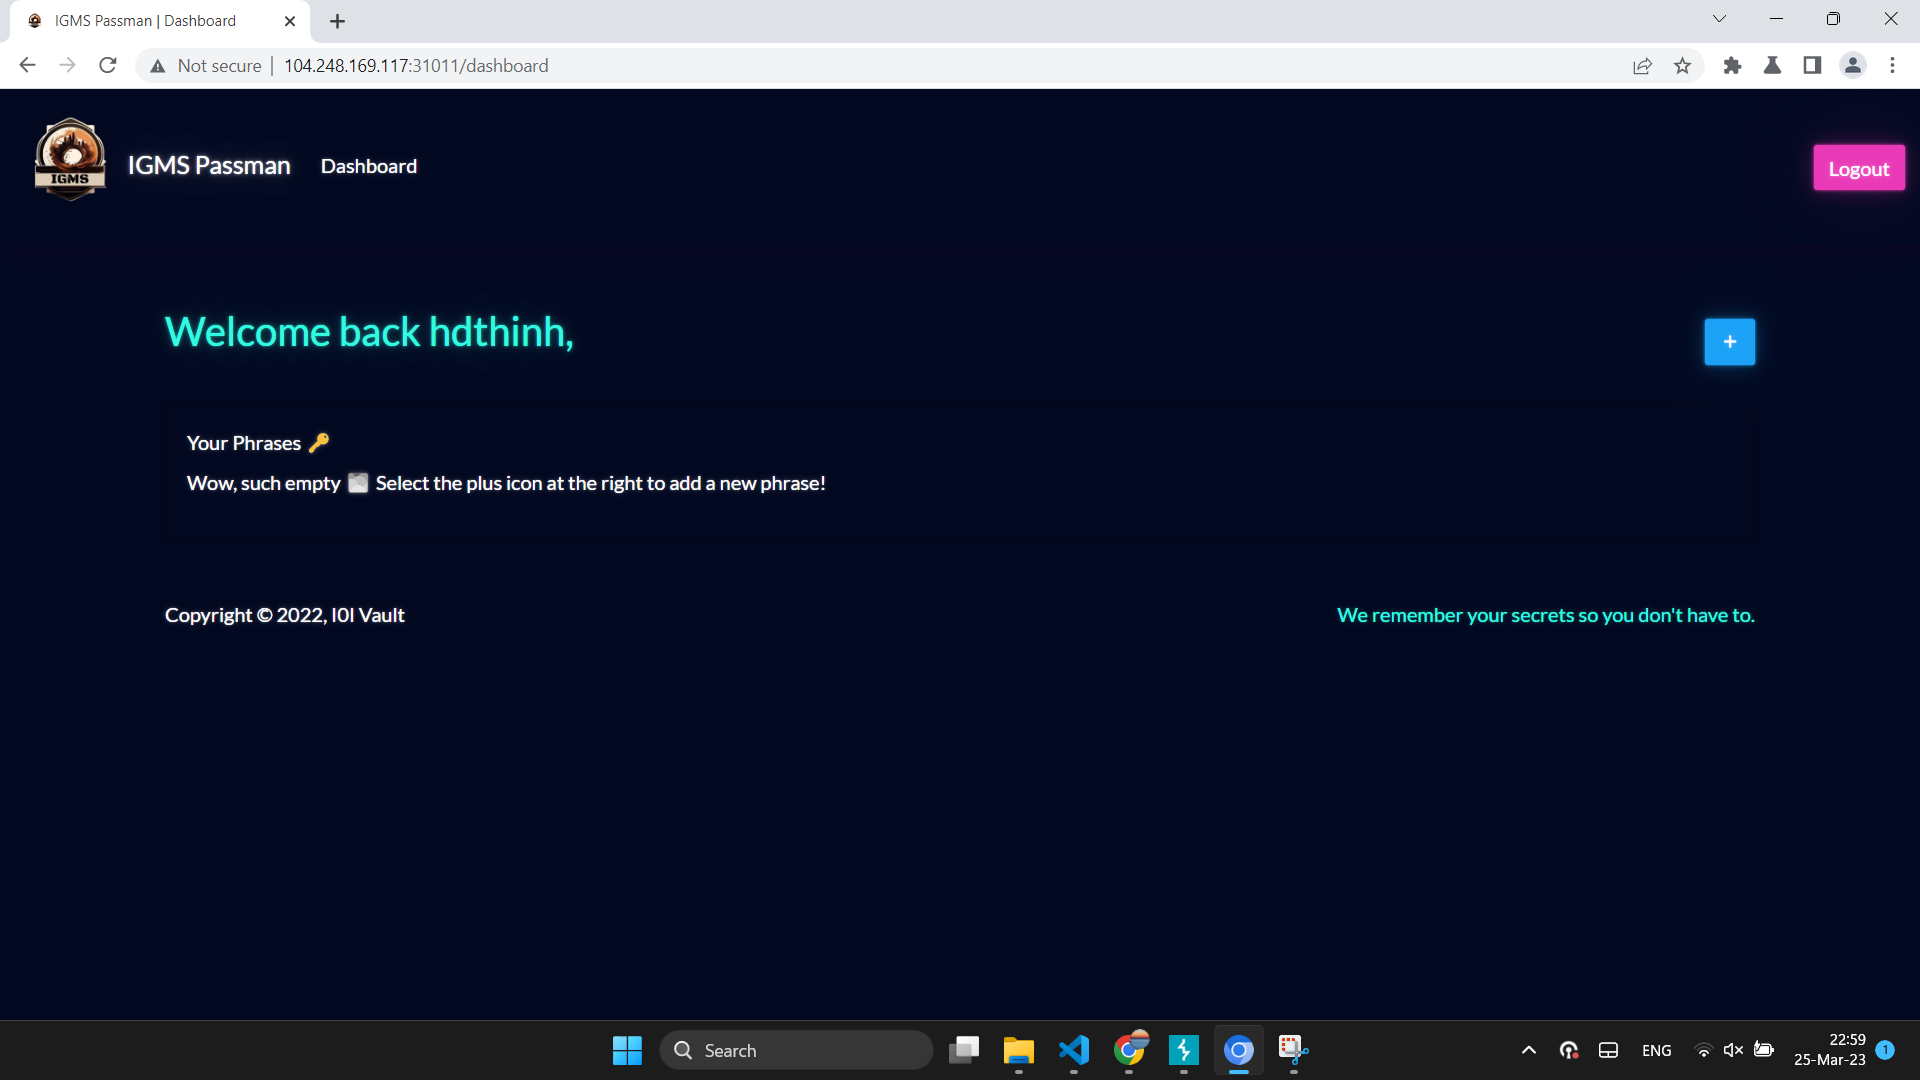 IGMS Passman | Dashboard
Not secure | 104.248.169.117:31011/dashboard
IGMS
IGMS Passman
Dashboard
Logout
Welcome back hdthinh,
+
Your Phrases 🔑
Wow, such empty Select the plus icon at the right to add a new phrase!
Copyright © 2022, I0I Vault
We remember your secrets so you don't have to.
Search
ENG
22:59
25-Mar-23
1